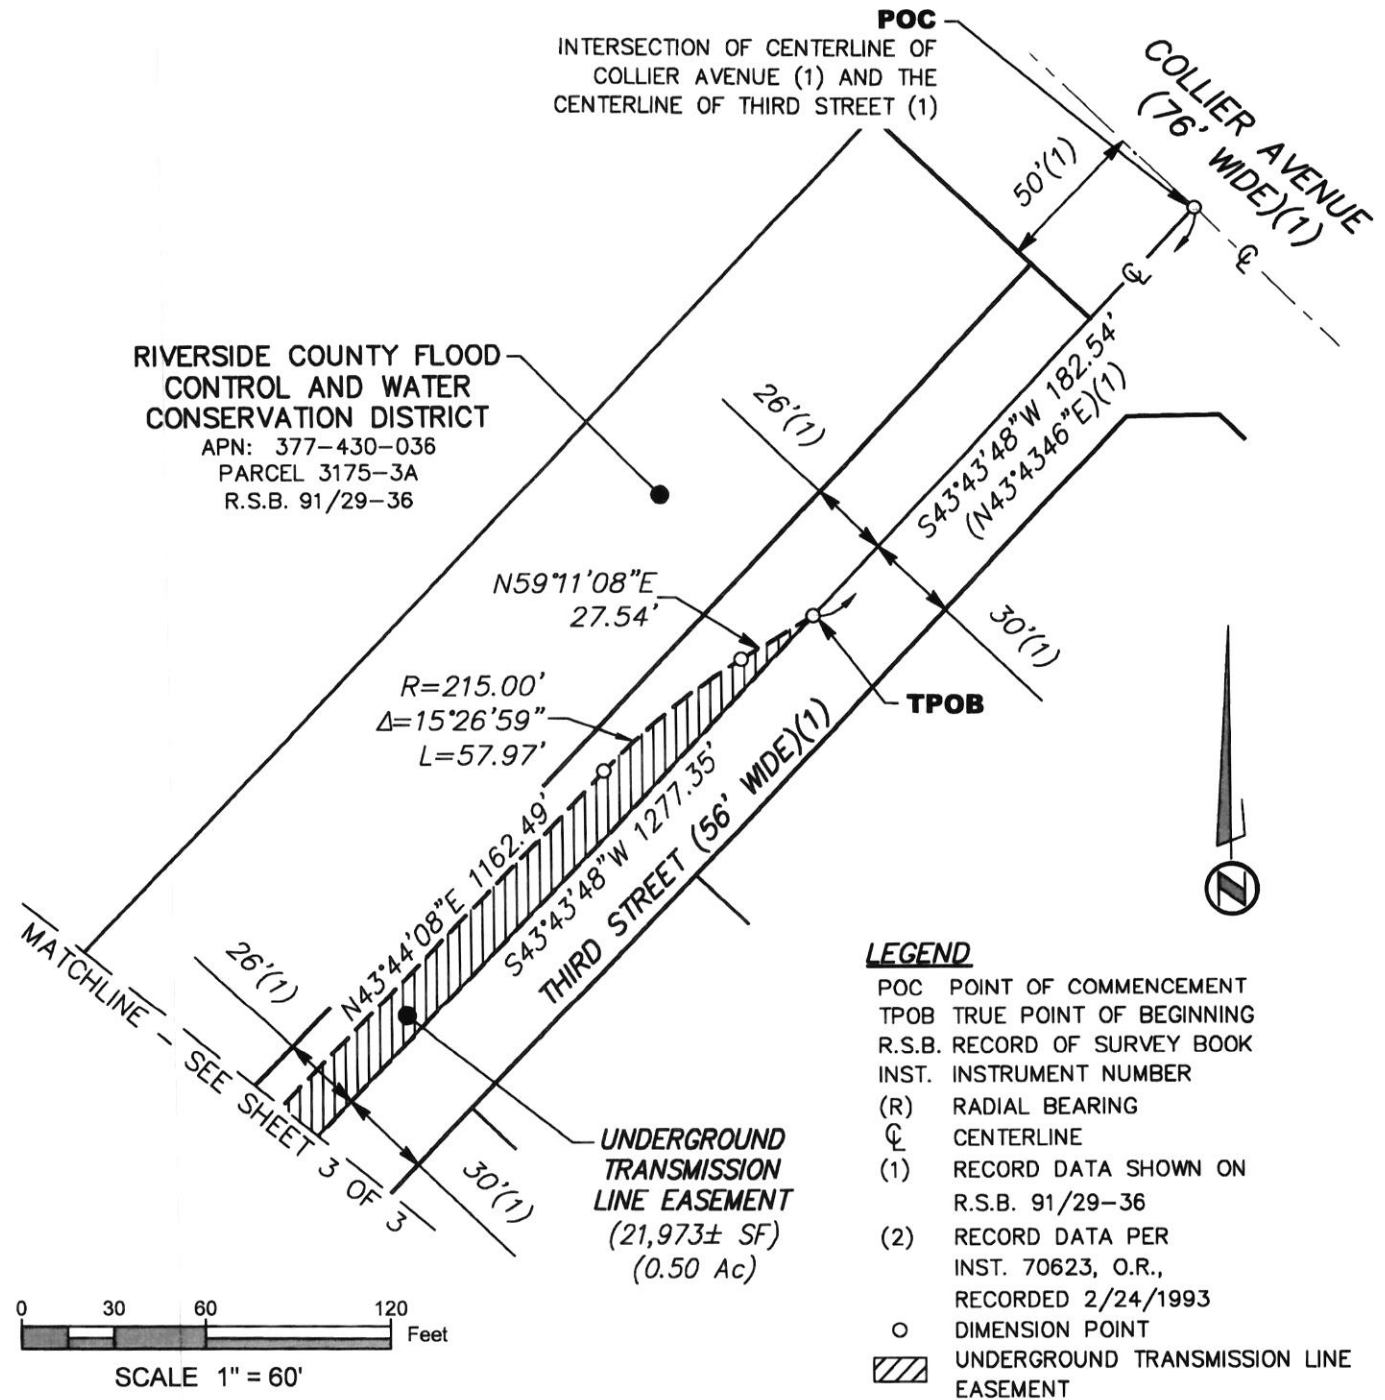 POC
INTERSECTION OF CENTERLINE OF
COLLIER AVENUE (1) AND THE
CENTERLINE OF THIRD STREET (1)
COLLIER AVENUE
(76' WIDE)(1)
50'(1)
℄
℄
RIVERSIDE COUNTY FLOOD
CONTROL AND WATER
CONSERVATION DISTRICT
APN: 377-430-036
PARCEL 3175-3A
R.S.B. 91/29-36
26'(1)
S43°43'48"W 182.54'
(N43°4346"E)(1)
N59°11'08"E
27.54'
30'(1)
R=215.00'
Δ=15°26'59"
L=57.97'
TPOB
N43°44'08"E 1162.49'
S43°43'48"W 1277.35'
THIRD STREET (56' WIDE)(1)
26'(1)
MATCHLINE - SEE SHEET 3 OF 3
30'(1)
UNDERGROUND
TRANSMISSION
LINE EASEMENT
(21,973± SF)
(0.50 Ac)
N
LEGEND
POC POINT OF COMMENCEMENT
TPOB TRUE POINT OF BEGINNING
R.S.B. RECORD OF SURVEY BOOK
INST. INSTRUMENT NUMBER
(R) RADIAL BEARING
℄ CENTERLINE
(1) RECORD DATA SHOWN ON
R.S.B. 91/29-36
(2) RECORD DATA PER
INST. 70623, O.R.,
RECORDED 2/24/1993
DIMENSION POINT
UNDERGROUND TRANSMISSION LINE
EASEMENT
0 30 60 120
Feet
SCALE 1" = 60'